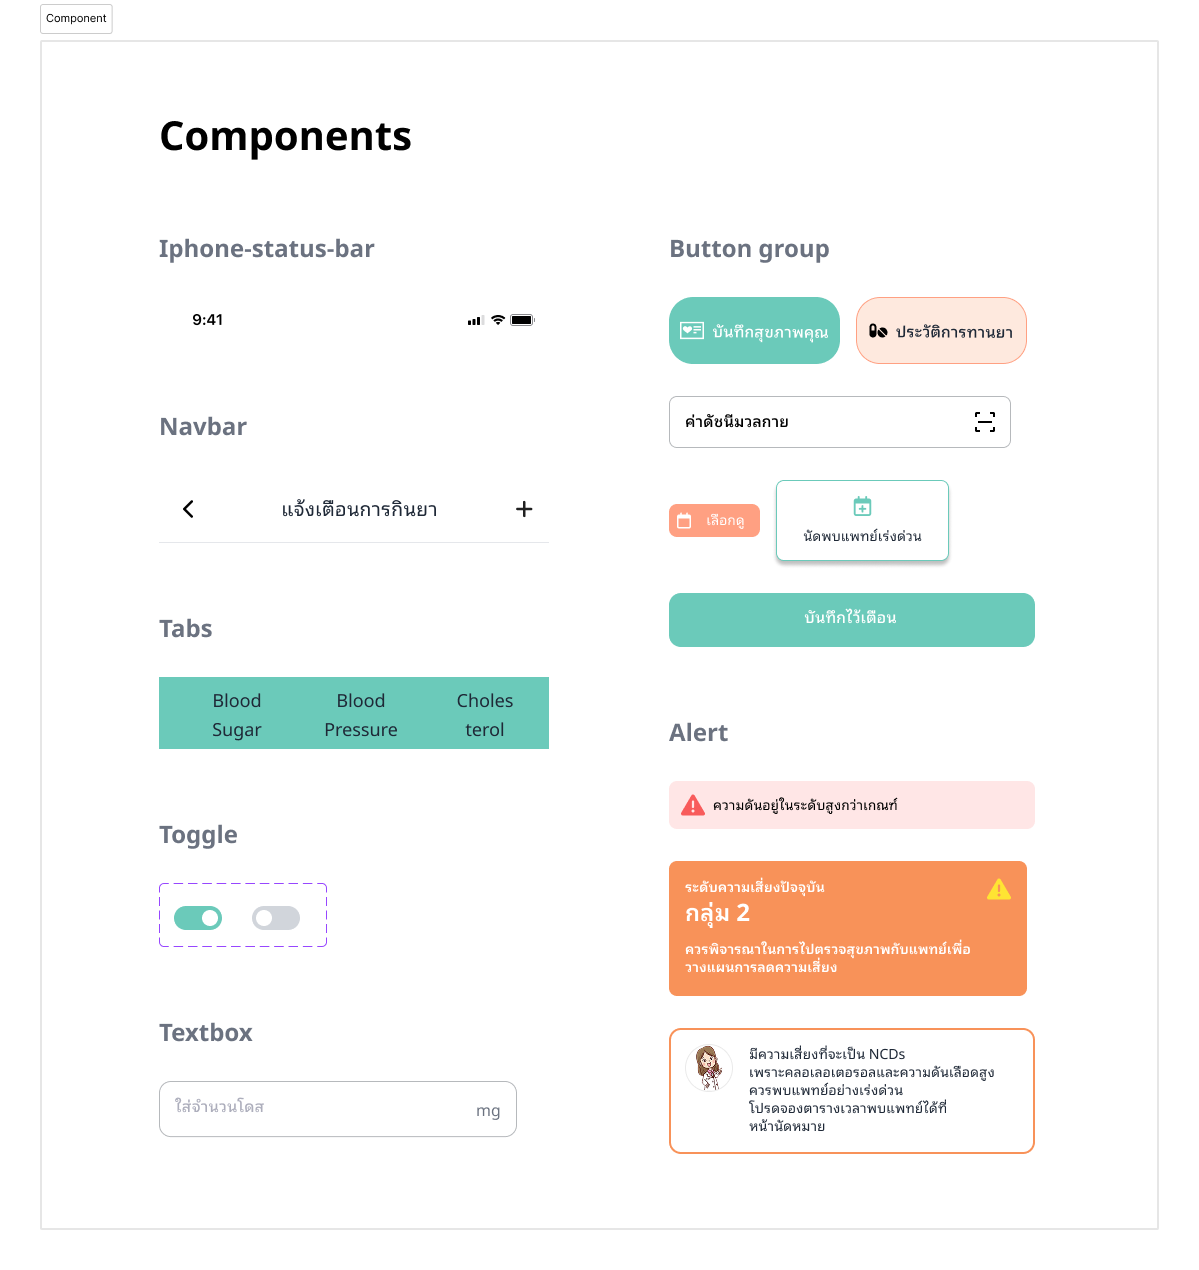 Component
Components
Iphone-status-bar
9:41
Navbar
แจ้งเตือนการกินยา
Tabs
Blood
Sugar
Blood
Pressure
Choles
terol
Toggle
Textbox
ใส่จำนวนโดส
mg
Button group
บันทึกสุขภาพคุณ
ประวัติการทานยา
ค่าดัชนีมวลกาย
เลือกดู
นัดพบแพทย์เร่งด่วน
บันทึกไว้เตือน
Alert
ความดันอยู่ในระดับสูงกว่าเกณฑ์
ระดับความเสี่ยงปัจจุบัน
กลุ่ม 2
ควรพิจารณาในการไปตรวจสุขภาพกับแพทย์เพื่อ
วางแผนการลดความเสี่ยง
มีความเสี่ยงที่จะเป็น NCDs
เพราะคลอเลอเตอรอลและความดันเลือดสูง
ควรพบแพทย์อย่างเร่งด่วน
โปรดจองตารางเวลาพบแพทย์ได้ที่
หน้านัดหมาย